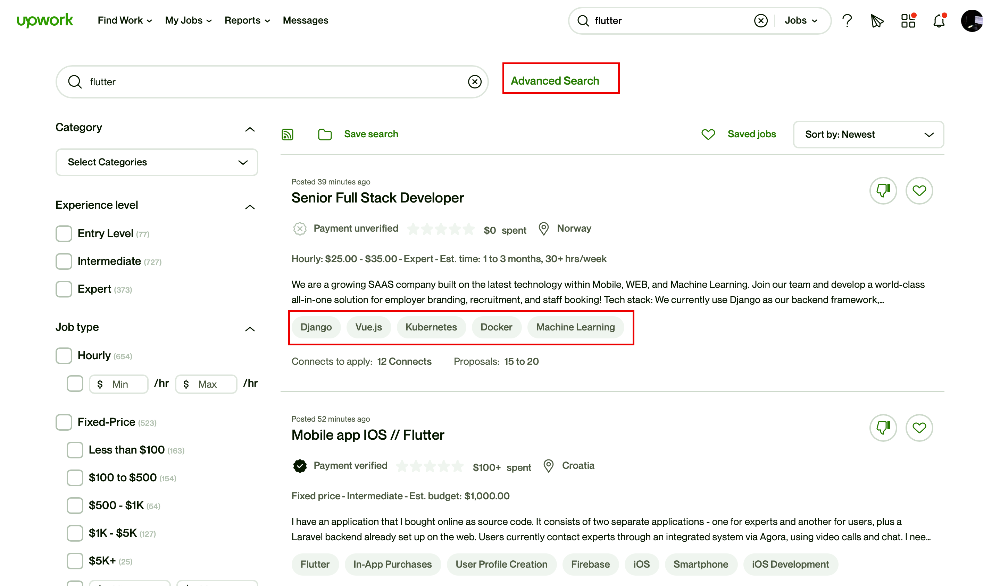 upwork Find Work My Jobs Reports Messages flutter Jobs
flutter
Advanced Search
Category
Select Categories
Experience level
Entry Level (77)
Intermediate (727)
Expert (373)
Job type
Hourly (654)
$ Min /hr $ Max /hr
Fixed-Price (523)
Less than $100 (163)
$100 to $500 (154)
$500 - $1K (54)
$1K - $5K (127)
$5K+ (25)
Save search
Saved jobs
Sort by: Newest
Posted 39 minutes ago
Senior Full Stack Developer
Payment unverified $0 spent Norway
Hourly: $25.00 - $35.00 - Expert - Est. time: 1 to 3 months, 30+ hrs/week
We are a growing SAAS company built on the latest technology within Mobile, WEB, and Machine Learning. Join our team and develop a world-class
all-in-one solution for employer branding, recruitment, and staff booking! Tech stack: We currently use Django as our backend framework,...
Django Vue.js Kubernetes Docker Machine Learning
Connects to apply: 12 Connects Proposals: 15 to 20
Posted 52 minutes ago
Mobile app IOS // Flutter
Payment verified $100+ spent Croatia
Fixed price - Intermediate - Est. budget: $1,000.00
I have an application that I bought online as source code. It consists of two separate applications - one for experts and another for users, plus a
Laravel backend already set up on the web. Users currently contact experts through an integrated system via Agora, using video calls and chat. I nee...
Flutter In-App Purchases User Profile Creation Firebase iOS Smartphone iOS Development